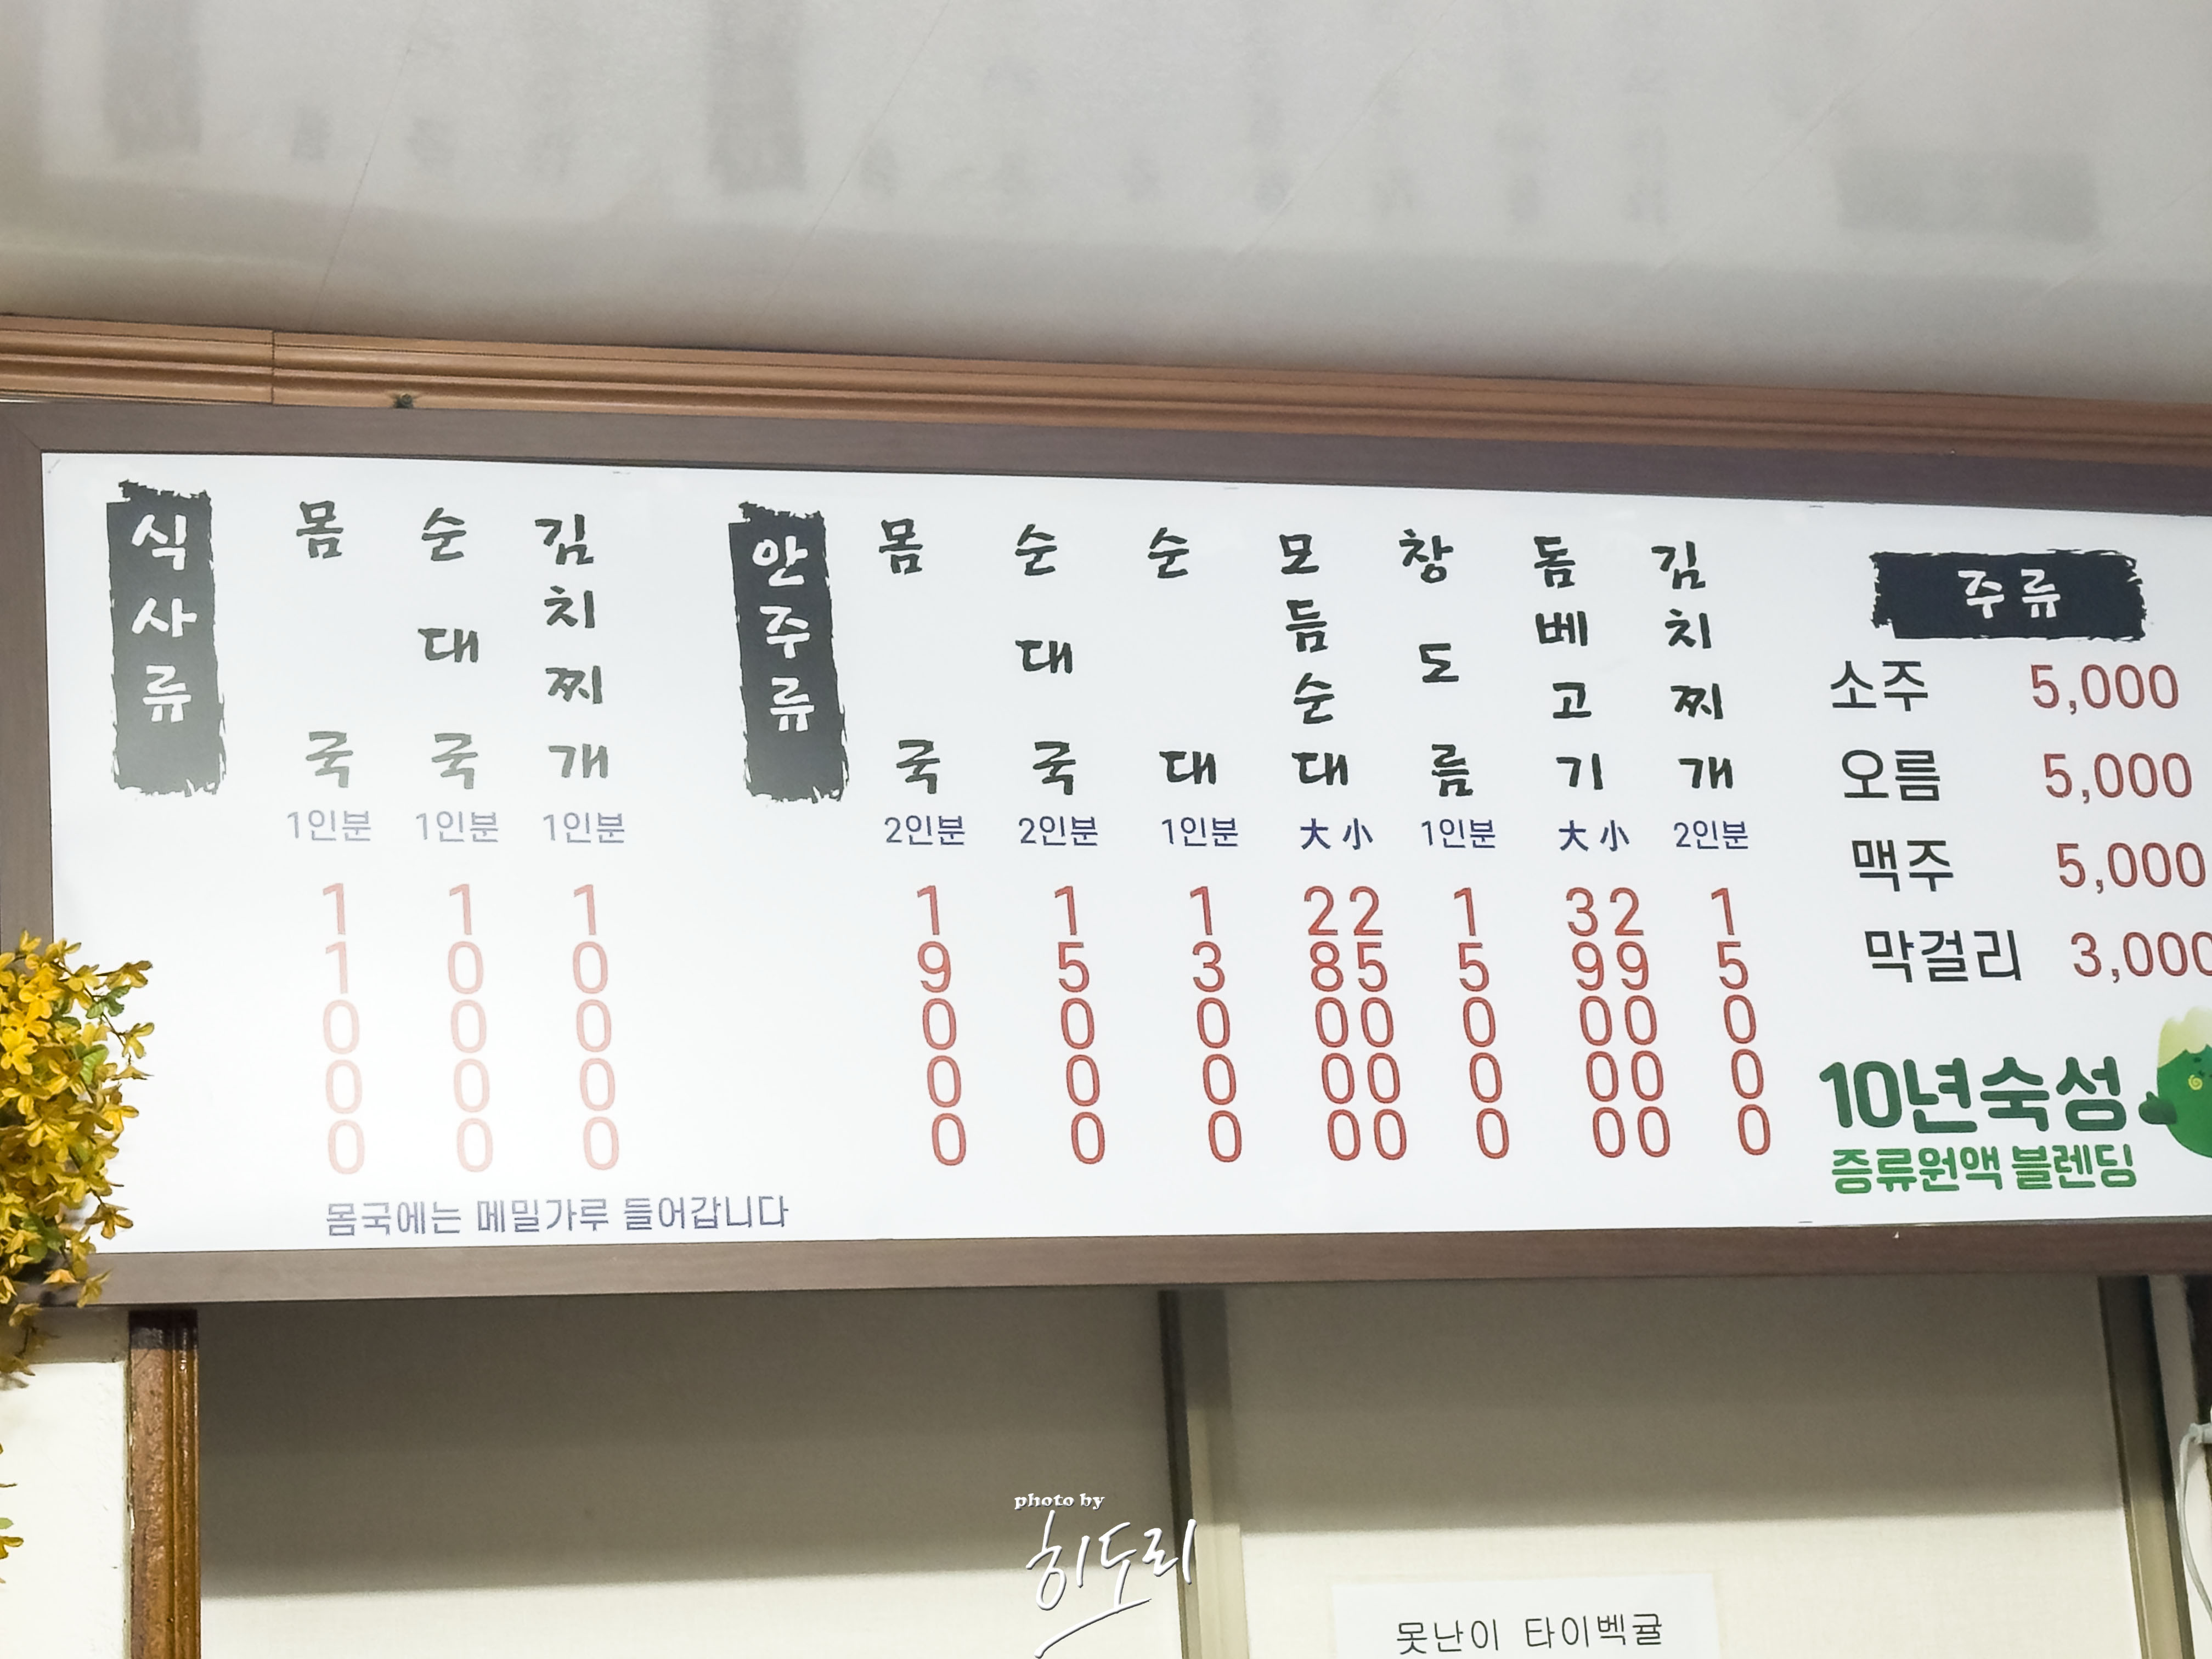 식사류
몸국
1인분
11000
순대국
1인분
10000
김치찌개
1인분
10000
몸국에는 메밀가루 들어갑니다
안주류
몸국
2인분
19000
순대국
2인분
15000
순대
1인분
13000
모듬순대
大 小
28000 25000
창도름
1인분
15000
돔베고기
大 小
39000 29000
김치찌개
2인분
15000
주류
소주 5,000
오름 5,000
맥주 5,000
막걸리 3,000
10년숙성
증류원액 블렌딩
photo by
히도리
못난이 타이벡귤